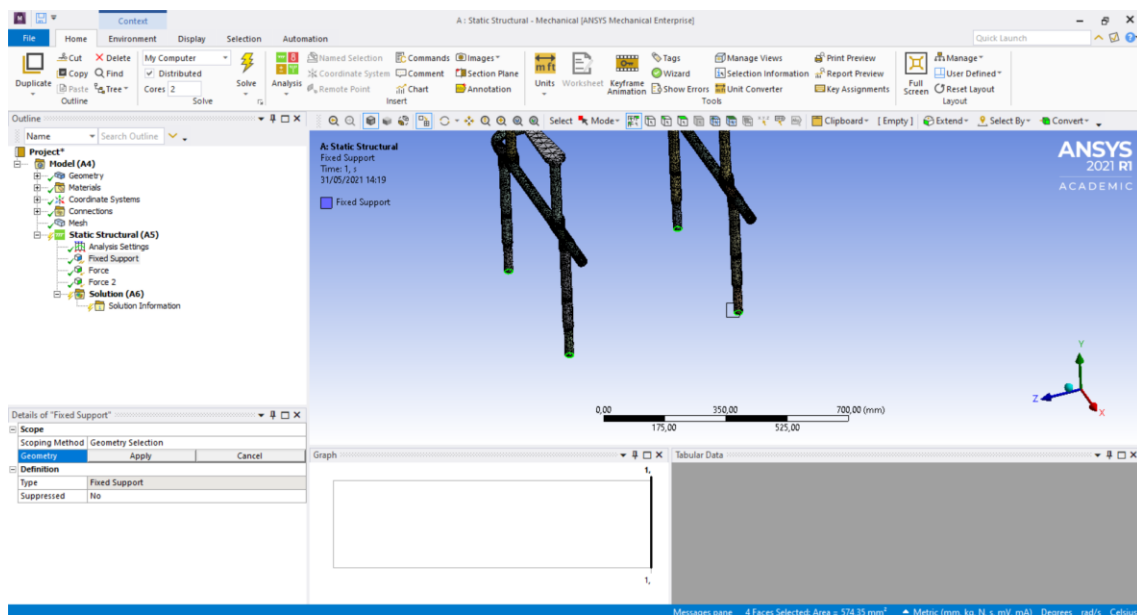 A : Static Structural - Mechanical [ANSYS Mechanical Enterprise]
Context
File Home Environment Display Selection Automation
Quick Launch
Duplicate
Cut
Copy
Paste
Delete
Find
Tree
Outline
My Computer
Distributed
Cores 2
Solve
Solve
Analysis
Named Selection
Coordinate System
Remote Point
Commands
Comment
Chart
Images
Section Plane
Annotation
Insert
mft
Units
Worksheet
Keyframe Animation
Tags
Wizard
Show Errors
Manage Views
Selection Information
Unit Converter
Print Preview
Report Preview
Key Assignments
Tools
Full Screen
Manage
User Defined
Reset Layout
Layout
Outline
Name
Search Outline
Select Mode Clipboard [ Empty ] Extend Select By Convert
Project*
Model (A4)
Geometry
Materials
Coordinate Systems
Connections
Mesh
Static Structural (A5)
Analysis Settings
Fixed Support
Force
Force 2
Solution (A6)
Solution Information
A: Static Structural
Fixed Support
Time: 1, s
31/05/2021 14:19
Fixed Support
ANSYS
2021 R1
ACADEMIC
Y
Z
X
0,00 350,00 700,00 (mm)
175,00 525,00
Details of "Fixed Support"
Scope
Scoping Method Geometry Selection
Geometry Apply Cancel
Definition
Type Fixed Support
Suppressed No
Graph
1,
1,
Tabular Data
Messages pane 4 Faces Selected: Area = 574,35 mm² Metric (mm, kg, N, s, mV, mA) Degrees rad/s Celsius